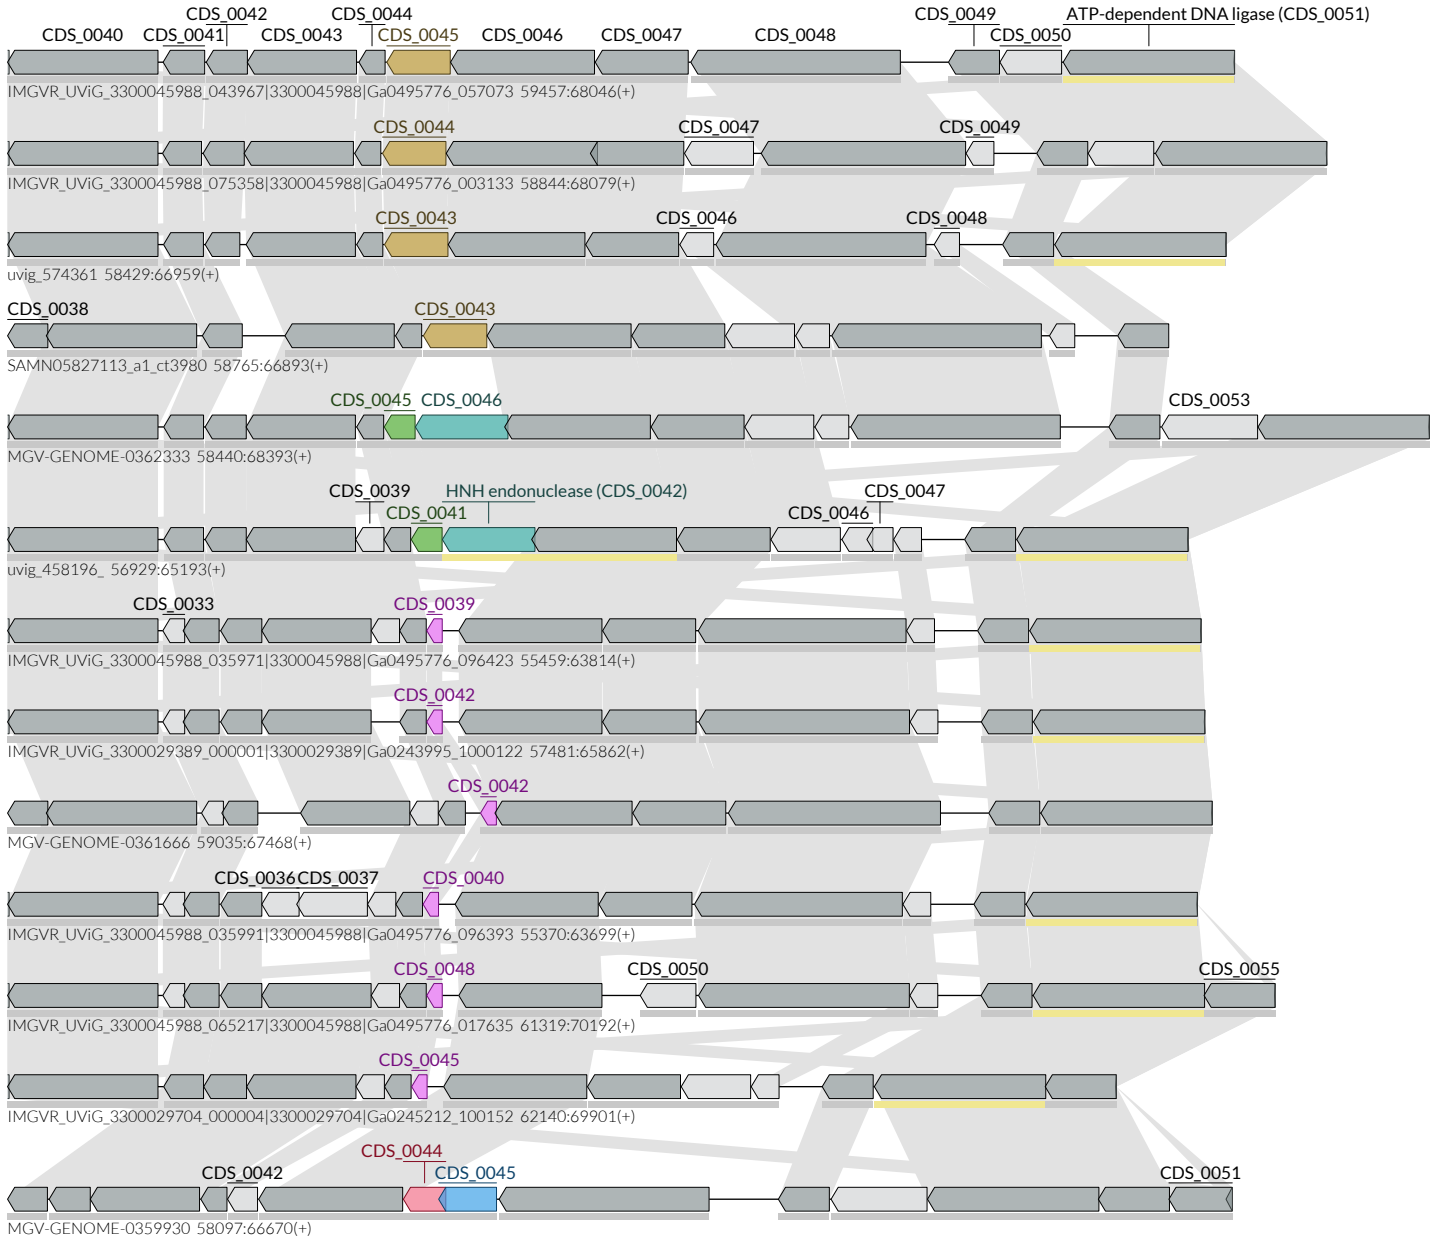 CDS_0042 CDS_0044 CDS_0049 ATP-dependent DNA ligase (CDS_0051)
CDS_0040 CDS_0041 CDS_0043 CDS_0045 CDS_0046 CDS_0047 CDS_0048 CDS_0050
IMGVR_UViG_3300045988_043967|3300045988|Ga0495776_057073 59457:68046(+)
CDS_0044 CDS_0047 CDS_0049
IMGVR_UViG_3300045988_075358|3300045988|Ga0495776_003133 58844:68079(+)
CDS_0043 CDS_0046 CDS_0048
uvig_574361 58429:66959(+)
CDS_0038 CDS_0043
SAMN05827113_a1_ct3980 58765:66893(+)
CDS_0045 CDS_0046 CDS_0053
MGV-GENOME-0362333 58440:68393(+)
CDS_0039 HNH endonuclease (CDS_0042) CDS_0047
CDS_0041 CDS_0046
uvig_458196_ 56929:65193(+)
CDS_0033 CDS_0039
IMGVR_UViG_3300045988_035971|3300045988|Ga0495776_096423 55459:63814(+)
CDS_0042
IMGVR_UViG_3300029389_000001|3300029389|Ga0243995_1000122 57481:65862(+)
CDS_0042
MGV-GENOME-0361666 59035:67468(+)
CDS_0036 CDS_0037 CDS_0040
IMGVR_UViG_3300045988_035991|3300045988|Ga0495776_096393 55370:63699(+)
CDS_0048 CDS_0050 CDS_0055
IMGVR_UViG_3300045988_065217|3300045988|Ga0495776_017635 61319:70192(+)
CDS_0045
IMGVR_UViG_3300029704_000004|3300029704|Ga0245212_100152 62140:69901(+)
CDS_0044
CDS_0042 CDS_0045 CDS_0051
MGV-GENOME-0359930 58097:66670(+)